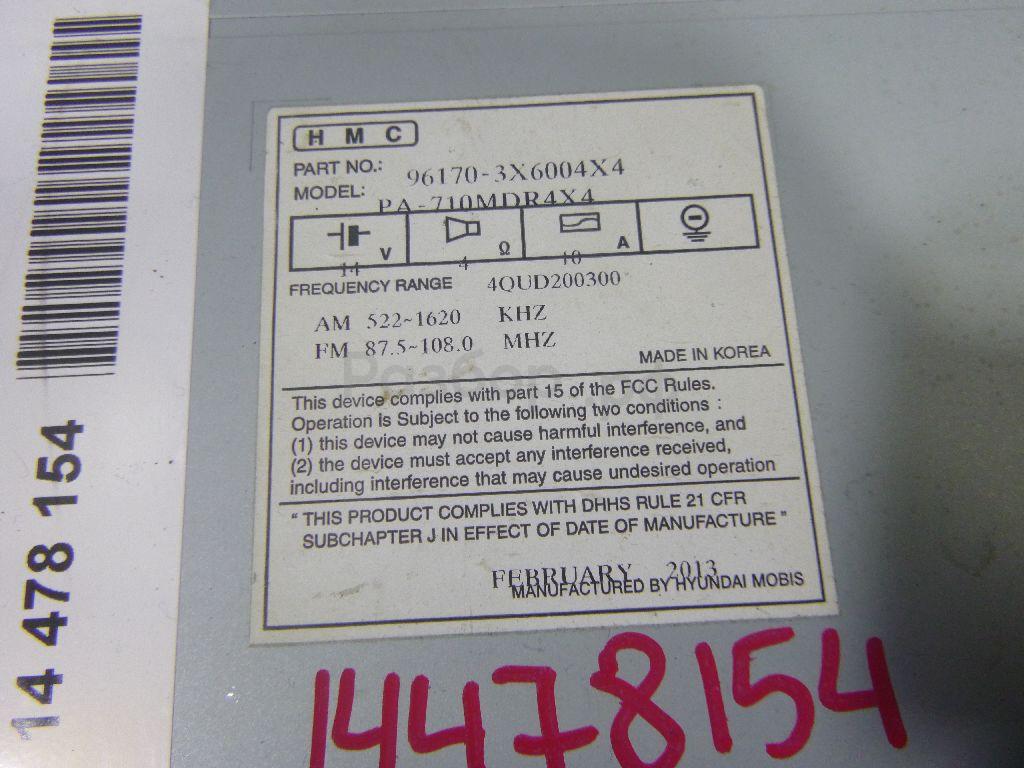 14 478 154
H M C
PART NO.: 96170-3X6004X4
MODEL: PA-710MDR4X4
V Ω A
14 4 10
FREQUENCY RANGE 4QUD200300
AM 522~1620 KHZ
FM 87.5~108.0 MHZ
MADE IN KOREA
This device complies with part 15 of the FCC Rules.
Operation Is Subject to the following two conditions :
(1) this device may not cause harmful interference, and
(2) the device must accept any interference received,
including interference that may cause undesired operation
" THIS PRODUCT COMPLIES WITH DHHS RULE 21 CFR
SUBCHAPTER J IN EFFECT OF DATE OF MANUFACTURE "
FEBRUARY 2013
MANUFACTURED BY HYUNDAI MOBIS
14478154